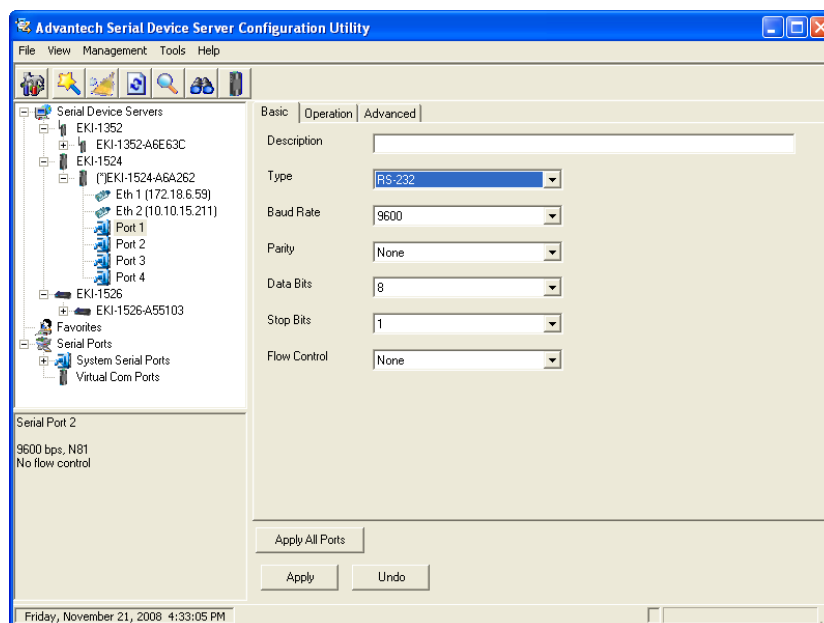 Advantech Serial Device Server Configuration Utility
File View Management Tools Help
Serial Device Servers
EKI-1352
EKI-1352-A6E63C
EKI-1524
(*)EKI-1524-A6A262
Eth 1 (172.18.6.59)
Eth 2 (10.10.15.211)
Port 1
Port 2
Port 3
Port 4
EKI-1526
EKI-1526-A55103
Favorites
Serial Ports
System Serial Ports
Virtual Com Ports
Serial Port 2
9600 bps, N81
No flow control
Basic Operation Advanced
Description
Type RS-232
Baud Rate 9600
Parity None
Data Bits 8
Stop Bits 1
Flow Control None
Apply All Ports
Apply Undo
Friday, November 21, 2008 4:33:05 PM